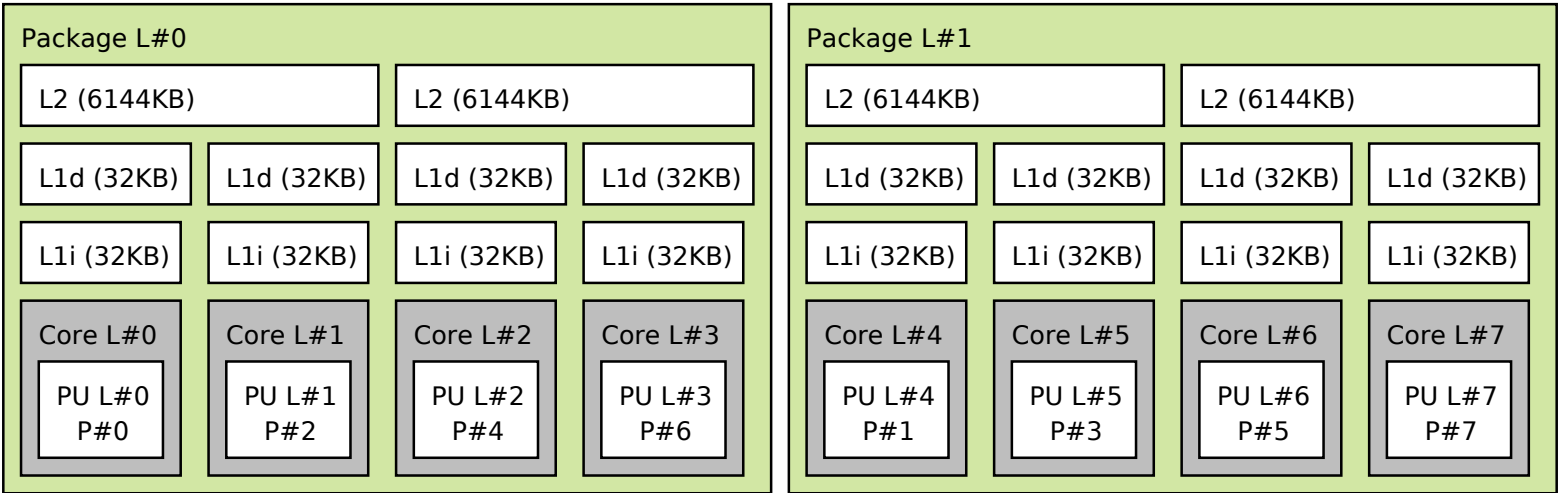 Package L#0
L2 (6144KB)
L2 (6144KB)
L1d (32KB)
L1d (32KB)
L1d (32KB)
L1d (32KB)
L1i (32KB)
L1i (32KB)
L1i (32KB)
L1i (32KB)
Core L#0
PU L#0
P#0
Core L#1
PU L#1
P#2
Core L#2
PU L#2
P#4
Core L#3
PU L#3
P#6
Package L#1
L2 (6144KB)
L2 (6144KB)
L1d (32KB)
L1d (32KB)
L1d (32KB)
L1d (32KB)
L1i (32KB)
L1i (32KB)
L1i (32KB)
L1i (32KB)
Core L#4
PU L#4
P#1
Core L#5
PU L#5
P#3
Core L#6
PU L#6
P#5
Core L#7
PU L#7
P#7